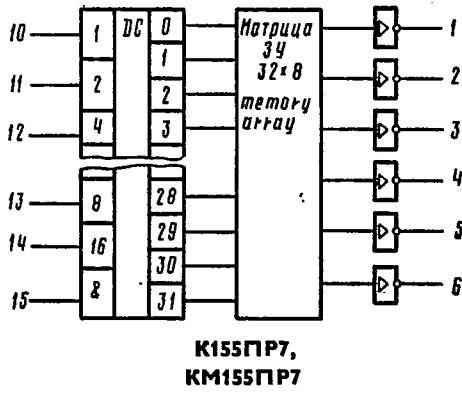 10 1 DC 0 Матрица 1
11 2 1 ЗУ 2
12 4 2 32×8 3
3 memory
array
13 8 28 4
14 16 29 5
30
15 & 31 6
К155ПР7,
КМ155ПР7